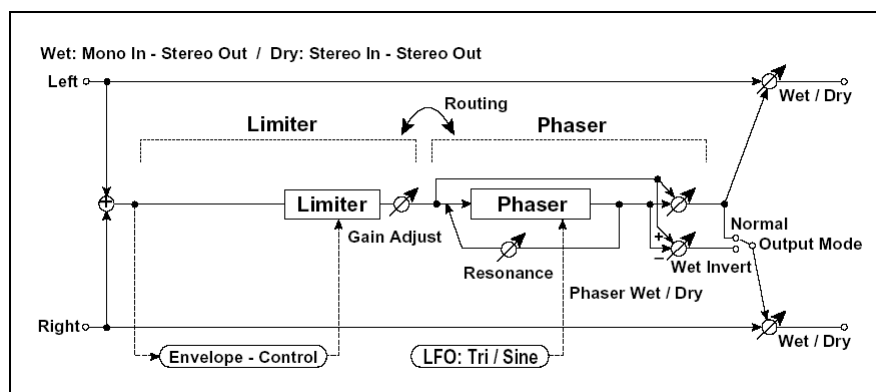 Wet: Mono In - Stereo Out / Dry: Stereo In - Stereo Out
Left
Wet / Dry
Routing
Limiter
Phaser
Limiter
Phaser
Gain Adjust
Resonance
+
−
Wet Invert
Normal
Output Mode
Phaser Wet / Dry
Right
Wet / Dry
Envelope - Control
LFO: Tri / Sine